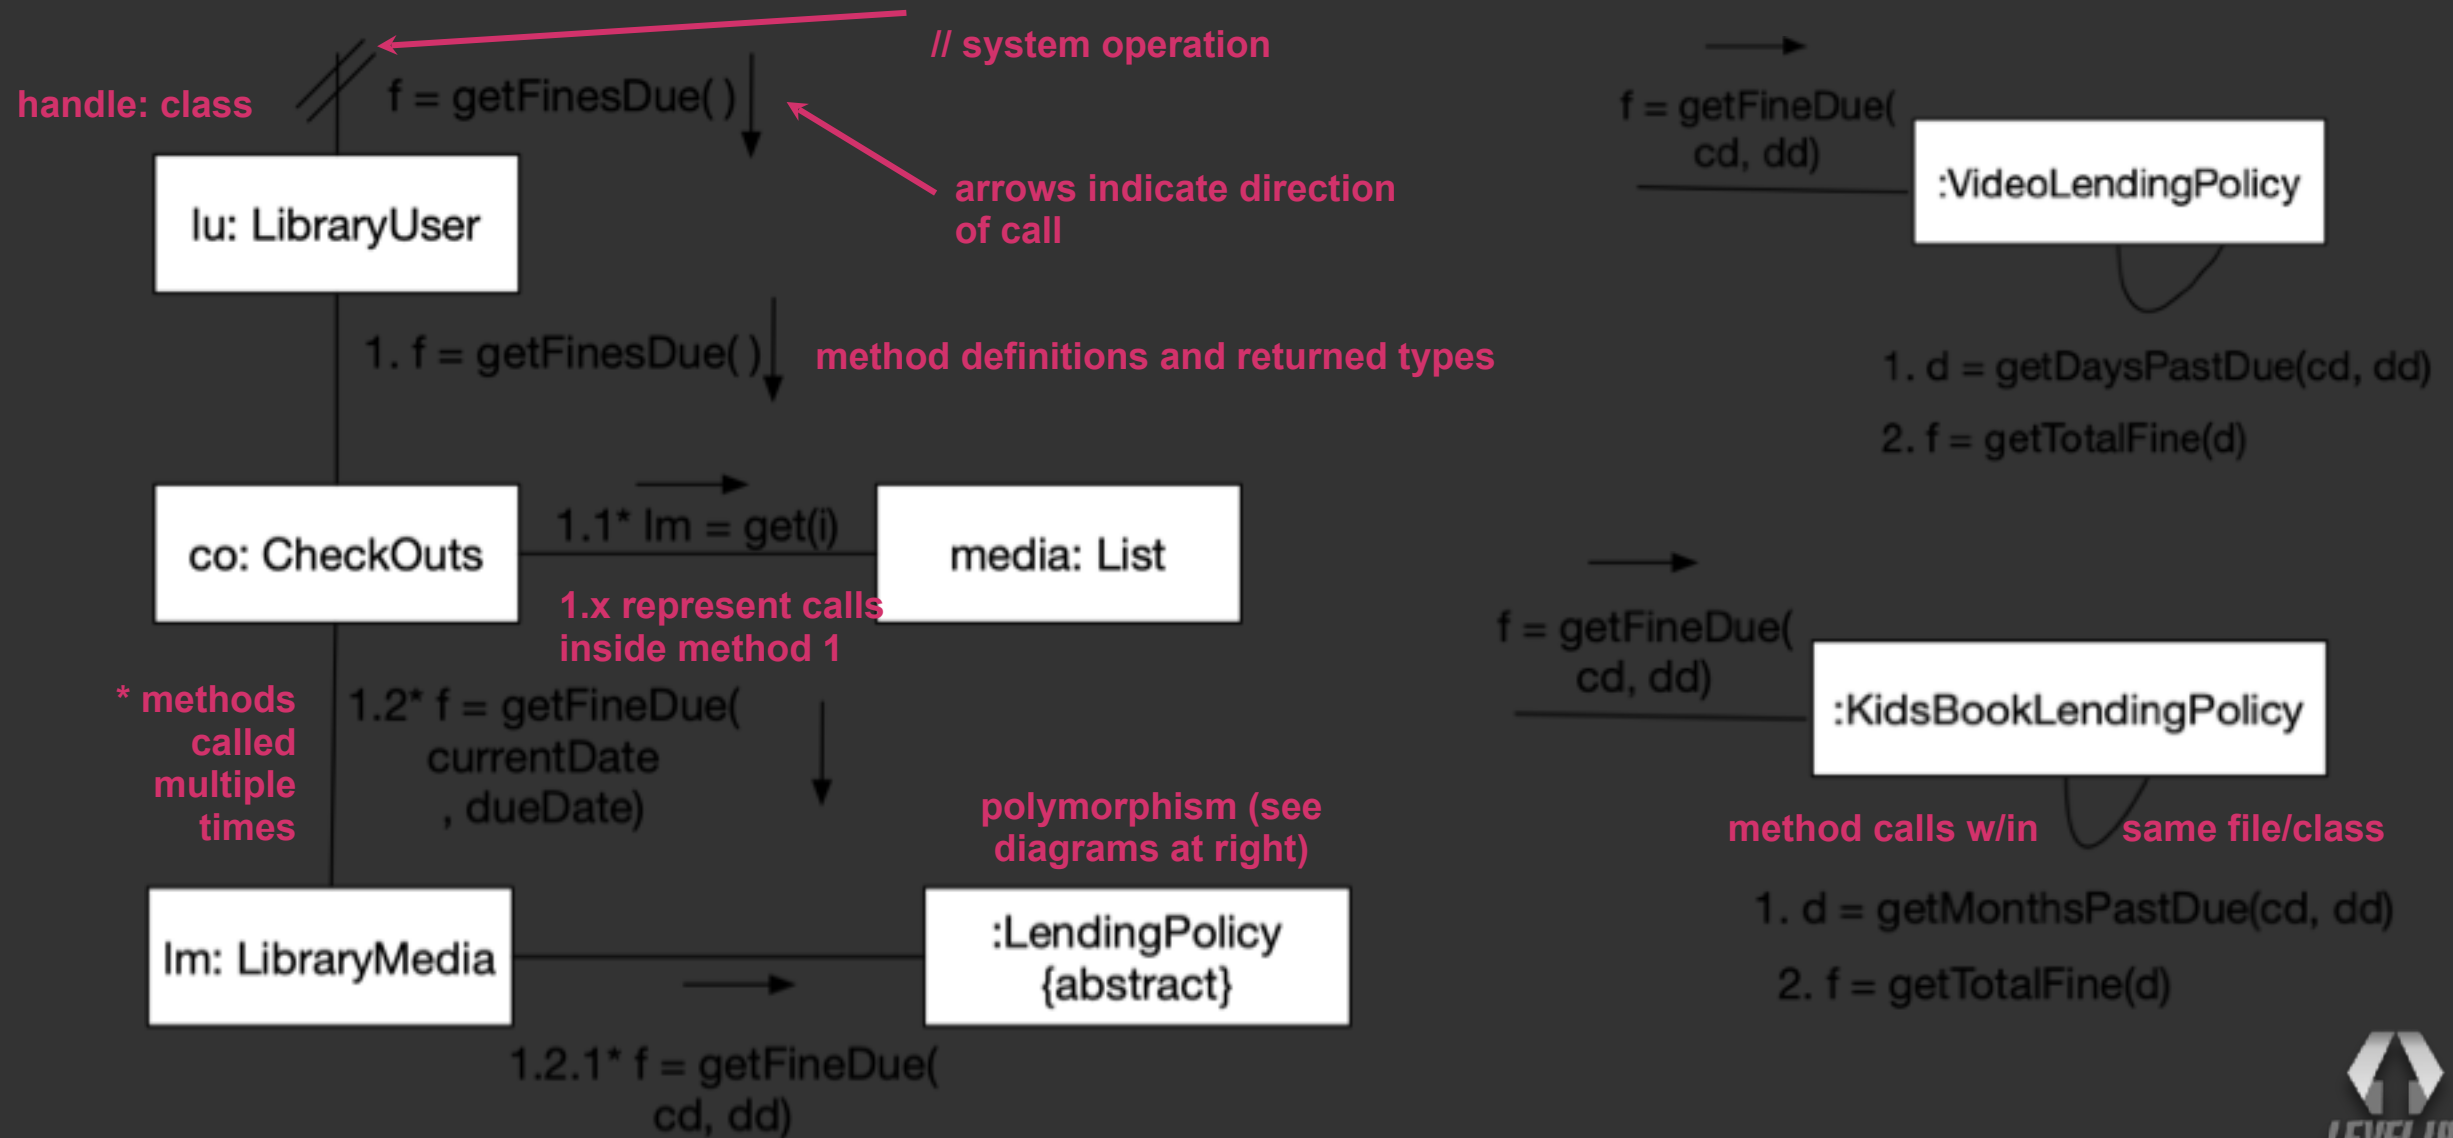 // system operation
handle: class
f = getFinesDue( )
lu: LibraryUser
arrows indicate direction
of call
1. f = getFinesDue( )
method definitions and returned types
co: CheckOuts
1.1* lm = get(i)
media: List
1.x represent calls
inside method 1
* methods
called
multiple
times
1.2* f = getFineDue(
currentDate
, dueDate)
polymorphism (see
diagrams at right)
lm: LibraryMedia
:LendingPolicy
{abstract}
1.2.1* f = getFineDue(
cd, dd)
f = getFineDue(
cd, dd)
:VideoLendingPolicy
1. d = getDaysPastDue(cd, dd)
2. f = getTotalFine(d)
f = getFineDue(
cd, dd)
:KidsBookLendingPolicy
method calls w/in same file/class
1. d = getMonthsPastDue(cd, dd)
2. f = getTotalFine(d)